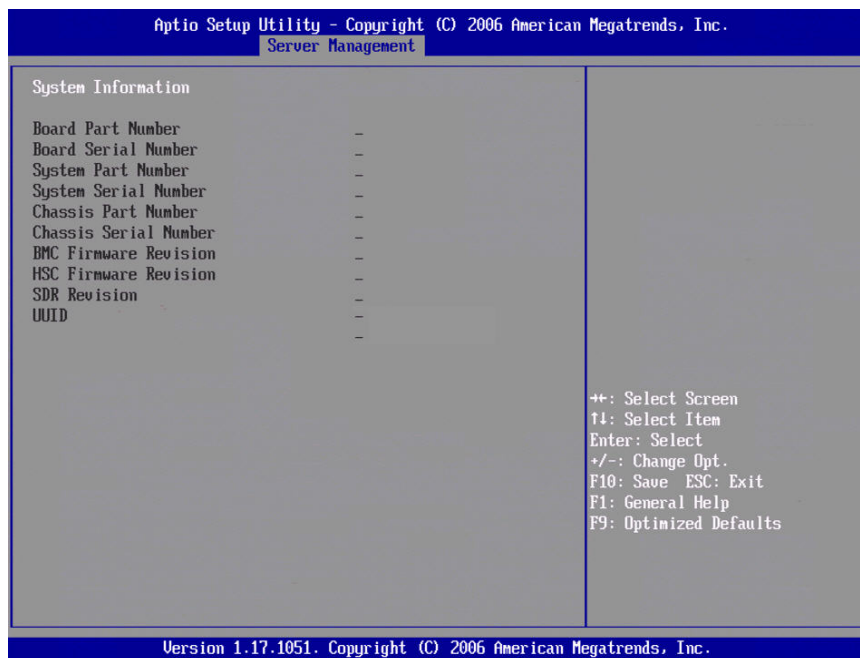 Aptio Setup Utility - Copyright (C) 2006 American Megatrends, Inc.
Server Management
System Information
Board Part Number _
Board Serial Number _
System Part Number _
System Serial Number _
Chassis Part Number _
Chassis Serial Number _
BMC Firmware Revision _
HSC Firmware Revision _
SDR Revision _
UUID _
_
→←: Select Screen
↑↓: Select Item
Enter: Select
+/-: Change Opt.
F10: Save ESC: Exit
F1: General Help
F9: Optimized Defaults
Version 1.17.1051. Copyright (C) 2006 American Megatrends, Inc.